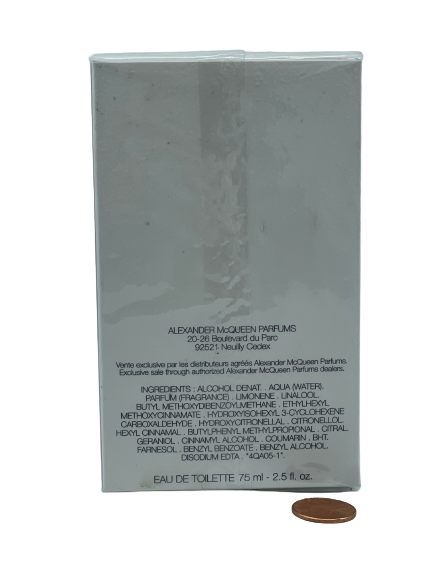 ALEXANDER McQUEEN PARFUMS
20-26 Boulevard du Parc
92521 Neuilly Cedex
Vente exclusive par les distributeurs agréés Alexander McQueen Parfums.
Exclusive sale through authorized Alexander McQueen Parfums dealers.
INGREDIENTS : ALCOHOL DENAT. . AQUA (WATER).
PARFUM (FRAGRANCE) . LIMONENE . LINALOOL.
BUTYL METHOXYDIBENZOYLMETHANE . ETHYLHEXYL
METHOXYCINNAMATE . HYDROXYISOHEXYL 3-CYCLOHEXENE
CARBOXALDEHYDE . HYDROXYCITRONELLAL . CITRONELLOL.
HEXYL CINNAMAL . BUTYLPHENYL METHYLPROPIONAL . CITRAL.
GERANIOL . CINNAMYL ALCOHOL . COUMARIN . BHT.
FARNESOL . BENZYL BENZOATE . BENZYL ALCOHOL.
DISODIUM EDTA . "4QA05-1".
EAU DE TOILETTE 75 ml - 2.5 fl. oz.